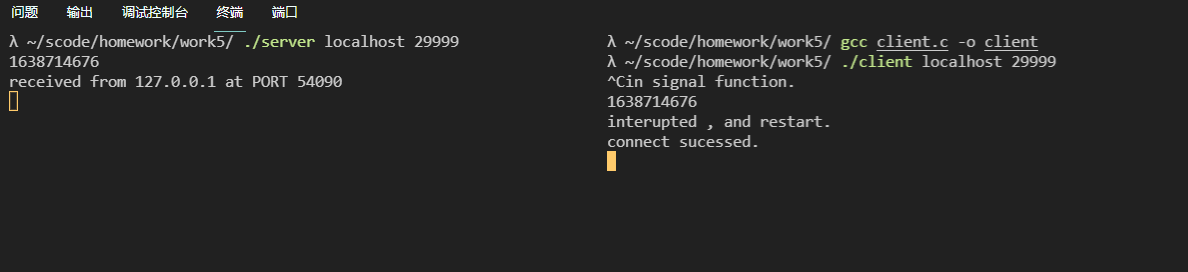 问题 输出 调试控制台 终端 端口
λ ~/scode/homework/work5/ ./server localhost 29999
1638714676
received from 127.0.0.1 at PORT 54090
λ ~/scode/homework/work5/ gcc client.c -o client
λ ~/scode/homework/work5/ ./client localhost 29999
^Cin signal function.
1638714676
interupted , and restart.
connect sucessed.